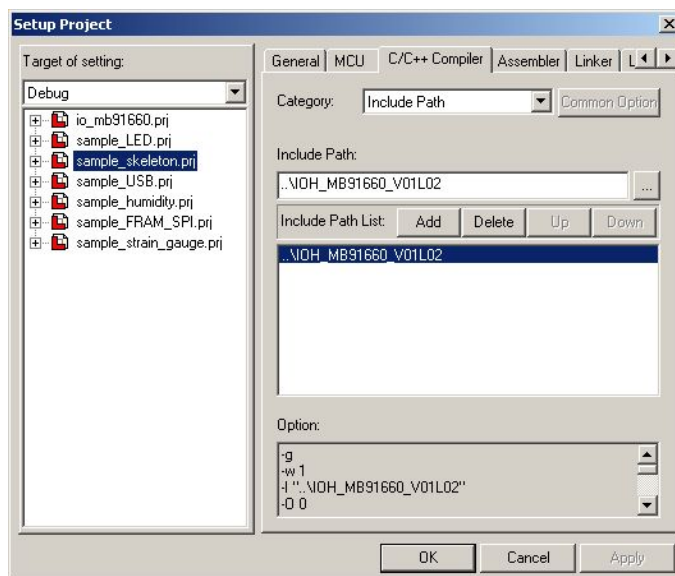 Setup Project
Target of setting:
Debug
io_mb91660.prj
sample_LED.prj
sample_skeleton.prj
sample_USB.prj
sample_humidity.prj
sample_FRAM_SPI.prj
sample_strain_gauge.prj
General MCU C/C++ Compiler Assembler Linker L
Category: Include Path Common Option
Include Path:
..\IOH_MB91660_V01L02 ...
Include Path List: Add Delete Up Down
..\IOH_MB91660_V01L02
Option:
-g
-w 1
-I "..\IOH_MB91660_V01L02"
-O 0
OK Cancel Apply